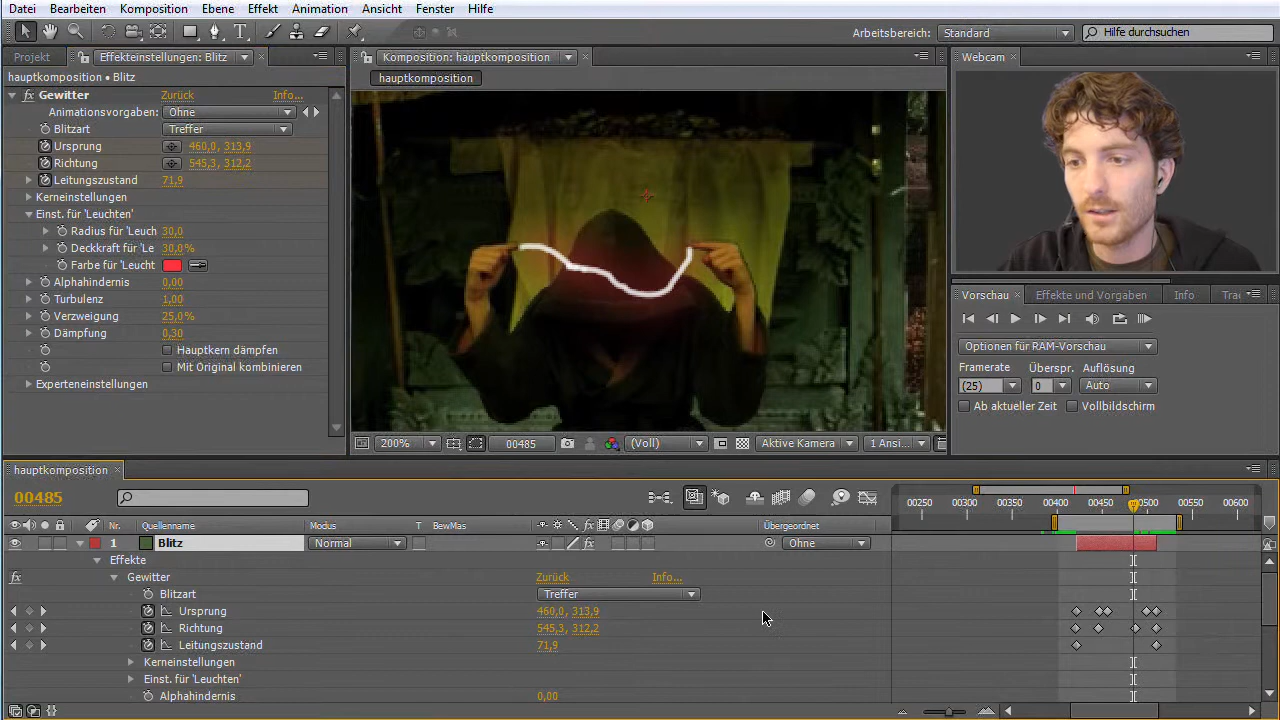 Datei Bearbeiten Komposition Ebene Effekt Animation Ansicht Fenster Hilfe
Arbeitsbereich: Standard Hilfe durchsuchen
Projekt Effekteinstellungen: Blitz
hauptkomposition • Blitz
fx Gewitter Zurück Info...
Animationsvorgaben: Ohne
Blitzart Treffer
Ursprung 460,0, 313,9
Richtung 545,3, 312,2
Leitungszustand 71,9
Kerneinstellungen
Einst. für 'Leuchten'
Radius für 'Leuch 30,0
Deckkraft für 'Le 30,0%
Farbe für 'Leucht
Alphahindernis 0,00
Turbulenz 1,00
Verzweigung 25,0%
Dämpfung 0,30
Hauptkern dämpfen
Mit Original kombinieren
Experteneinstellungen
Komposition: hauptkomposition
hauptkomposition
200% 00485 (Voll) Aktive Kamera 1 Ansi...
Webcam
Vorschau Effekte und Vorgaben Info Trac
Optionen für RAM-Vorschau
Framerate Überspr. Auflösung
(25) 0 Auto
Ab aktueller Zeit Vollbildschirm
hauptkomposition
00485
00250 00300 00350 00400 00450 00500 00550 00600
Nr. Quellenname Modus T BewMas fx Übergeordnet
1 Blitz Normal fx Ohne
Effekte
fx Gewitter Zurück Info...
Blitzart Treffer
Ursprung 460,0, 313,9
Richtung 545,3, 312,2
Leitungszustand 71,9
Kerneinstellungen
Einst. für 'Leuchten'
Alphahindernis 0,00